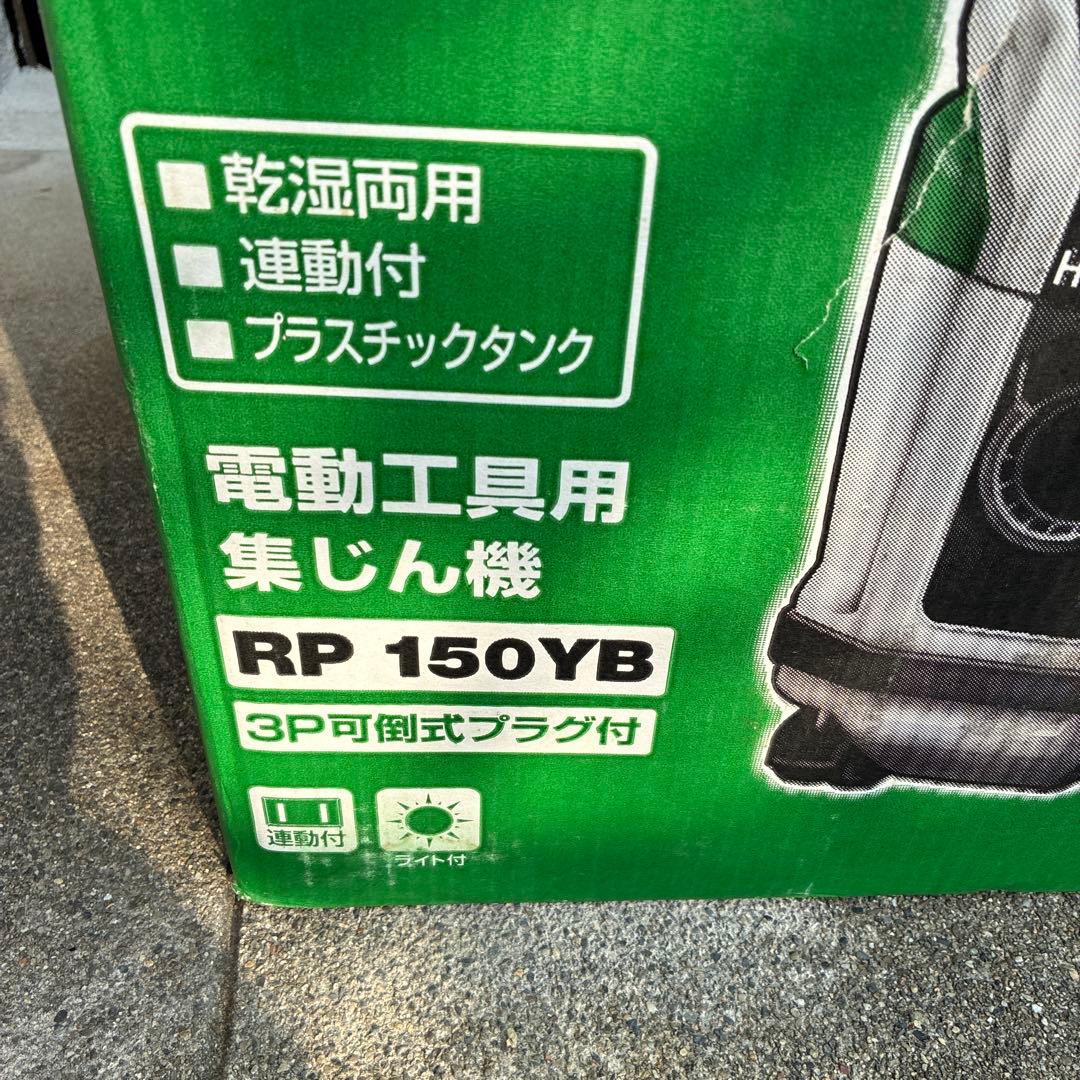 ■乾湿両用
■連動付
■プラスチックタンク
電動工具用
集じん機
RP 150YB
3P可倒式プラグ付
連動付
ライト付
H